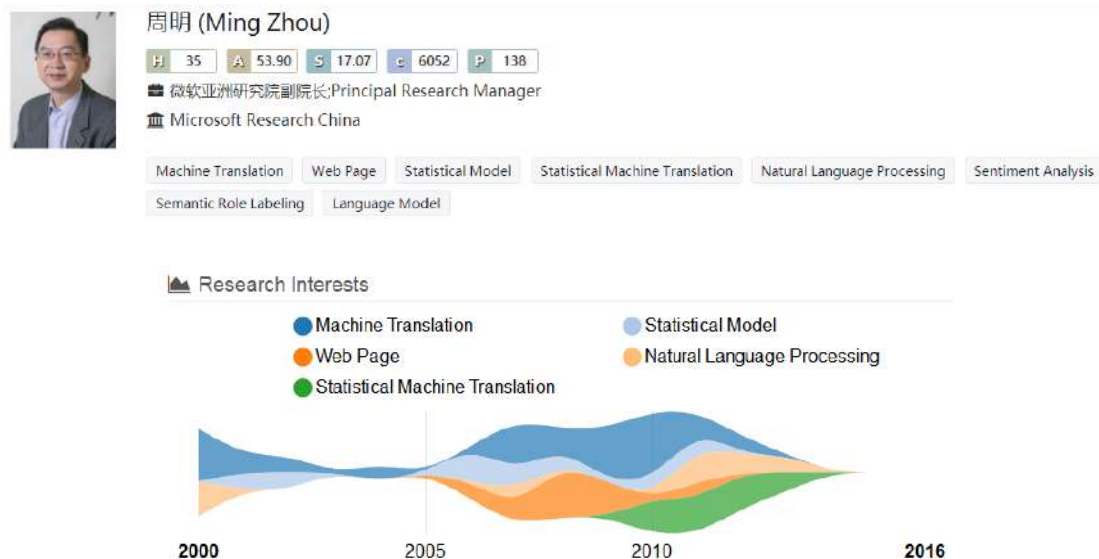 周明 (Ming Zhou)
H 35 A 53.90 S 17.07 c 6052 P 138
微软亚洲研究院副院长;Principal Research Manager
Microsoft Research China
Machine Translation Web Page Statistical Model Statistical Machine Translation Natural Language Processing Sentiment Analysis
Semantic Role Labeling Language Model
Research Interests
Machine Translation Statistical Model
Web Page Natural Language Processing
Statistical Machine Translation
2000 2005 2010 2016